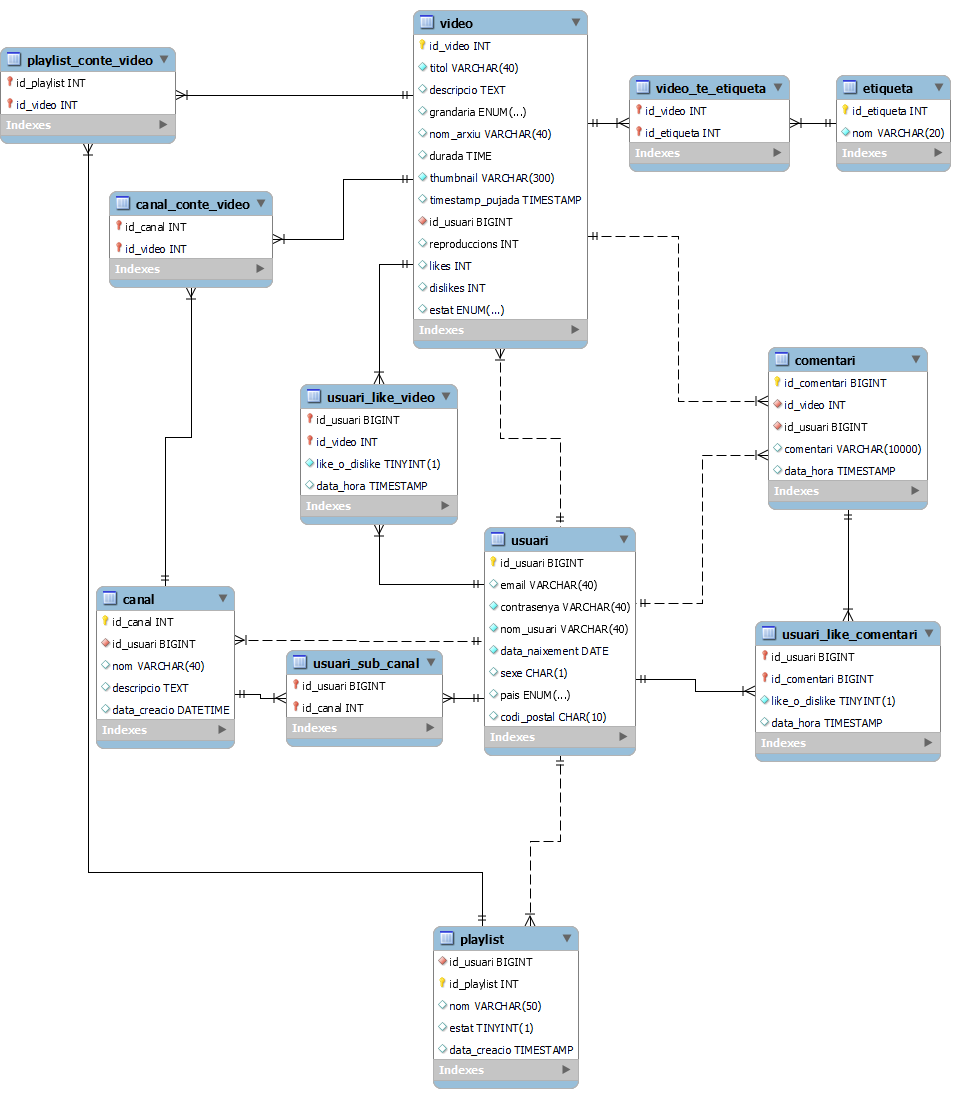 video
id_video INT
titol VARCHAR(40)
descripcio TEXT
grandaria ENUM(...)
nom_arxiu VARCHAR(40)
durada TIME
thumbnail VARCHAR(300)
timestamp_pujada TIMESTAMP
id_usuari BIGINT
reproduccions INT
likes INT
dislikes INT
estat ENUM(...)
Indexes
playlist_conte_video
id_playlist INT
id_video INT
Indexes
video_te_etiqueta
id_video INT
id_etiqueta INT
Indexes
etiqueta
id_etiqueta INT
nom VARCHAR(20)
Indexes
canal_conte_video
id_canal INT
id_video INT
Indexes
comentari
id_comentari BIGINT
id_video INT
id_usuari BIGINT
comentari VARCHAR(10000)
data_hora TIMESTAMP
Indexes
usuari_like_video
id_usuari BIGINT
id_video INT
like_o_dislike TINYINT(1)
data_hora TIMESTAMP
Indexes
usuari
id_usuari BIGINT
email VARCHAR(40)
contrasenya VARCHAR(40)
nom_usuari VARCHAR(40)
data_naixement DATE
sexe CHAR(1)
pais ENUM(...)
codi_postal CHAR(10)
Indexes
canal
id_canal INT
id_usuari BIGINT
nom VARCHAR(40)
descripcio TEXT
data_creacio DATETIME
Indexes
usuari_sub_canal
id_usuari BIGINT
id_canal INT
Indexes
usuari_like_comentari
id_usuari BIGINT
id_comentari BIGINT
like_o_dislike TINYINT(1)
data_hora TIMESTAMP
Indexes
playlist
id_usuari BIGINT
id_playlist INT
nom VARCHAR(50)
estat TINYINT(1)
data_creacio TIMESTAMP
Indexes